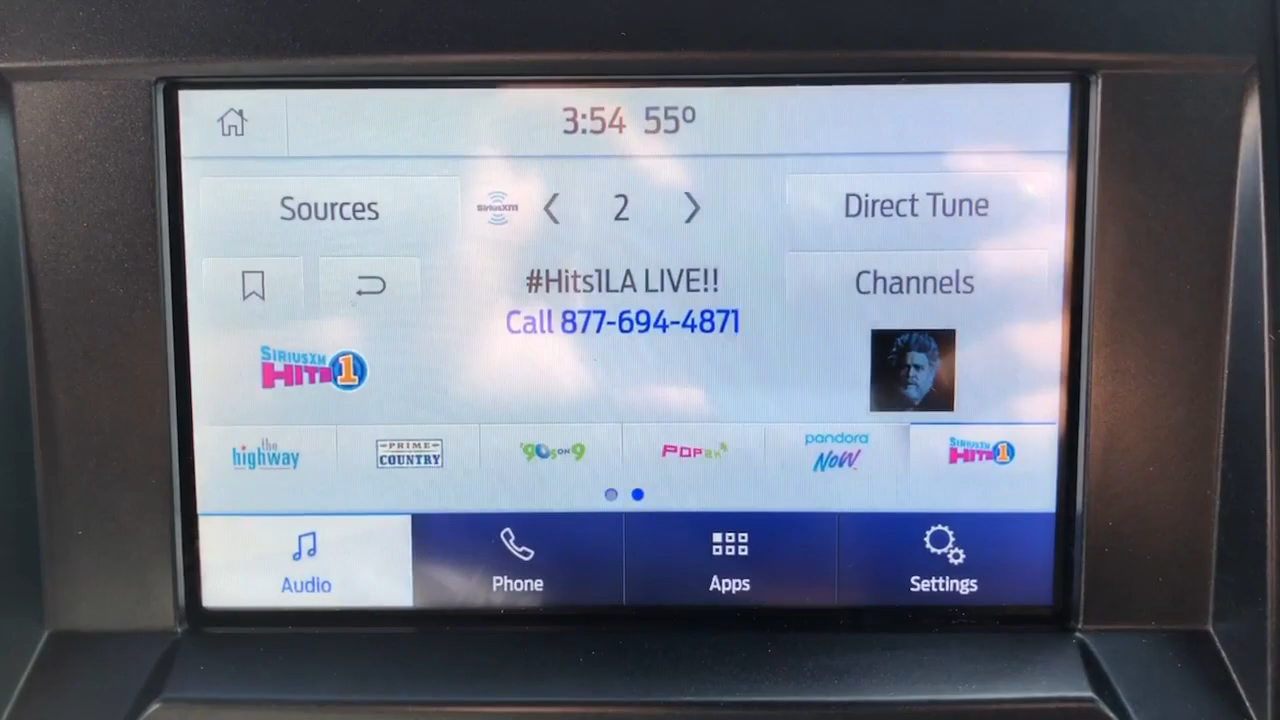 3:54 55°
Sources
SiriusXM
2
Direct Tune
#Hits1LA LIVE!!
Channels
Call 877-694-4871
SIRIUSXM
HITS 1
the
highway
PRIME
COUNTRY
'90s ON 9
POP2K
pandora
NOW
SIRIUSXM
HITS 1
Audio
Phone
Apps
Settings